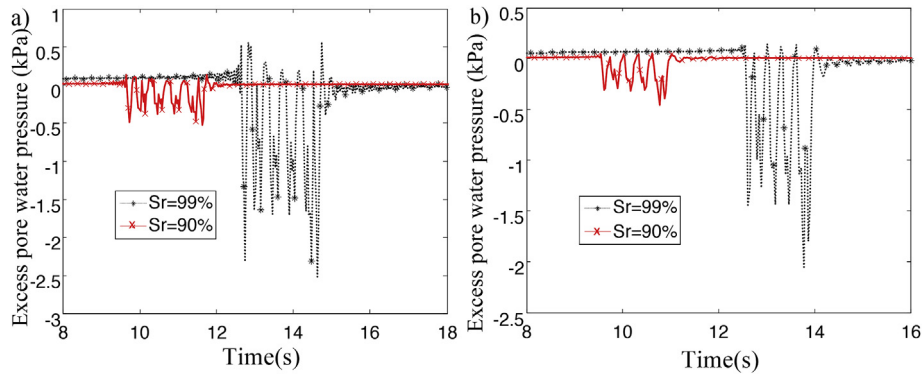 a)
Excess pore water pressure (kPa)
1
0.5
0
-0.5
-1
-1.5
-2
-2.5
-3
8 10 12 14 16 18
Time(s)
Sr=99%
Sr=90%
b)
Excess pore water pressure (kPa)
0.5
0
-0.5
-1
-1.5
-2
-2.5
8 10 12 14 16
Time(s)
Sr=99%
Sr=90%